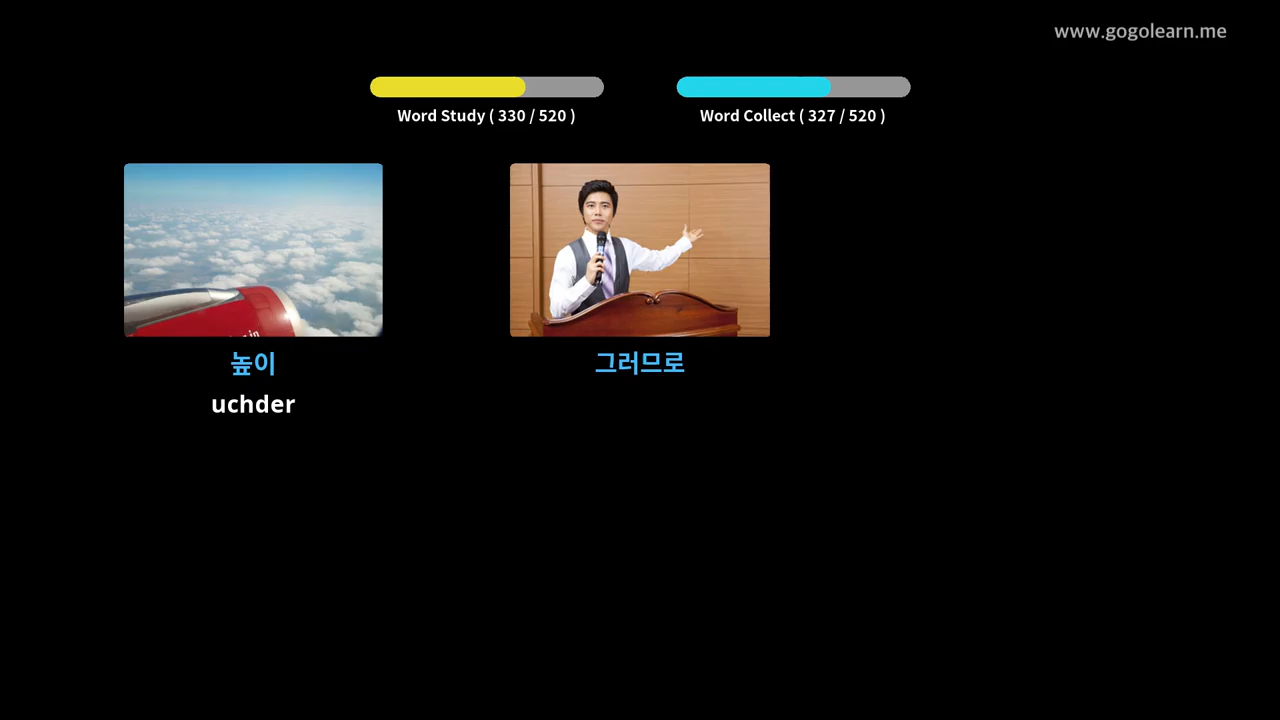 www.gogolearn.me
Word Study ( 330 / 520 )
Word Collect ( 327 / 520 )
높이
그러므로
uchder